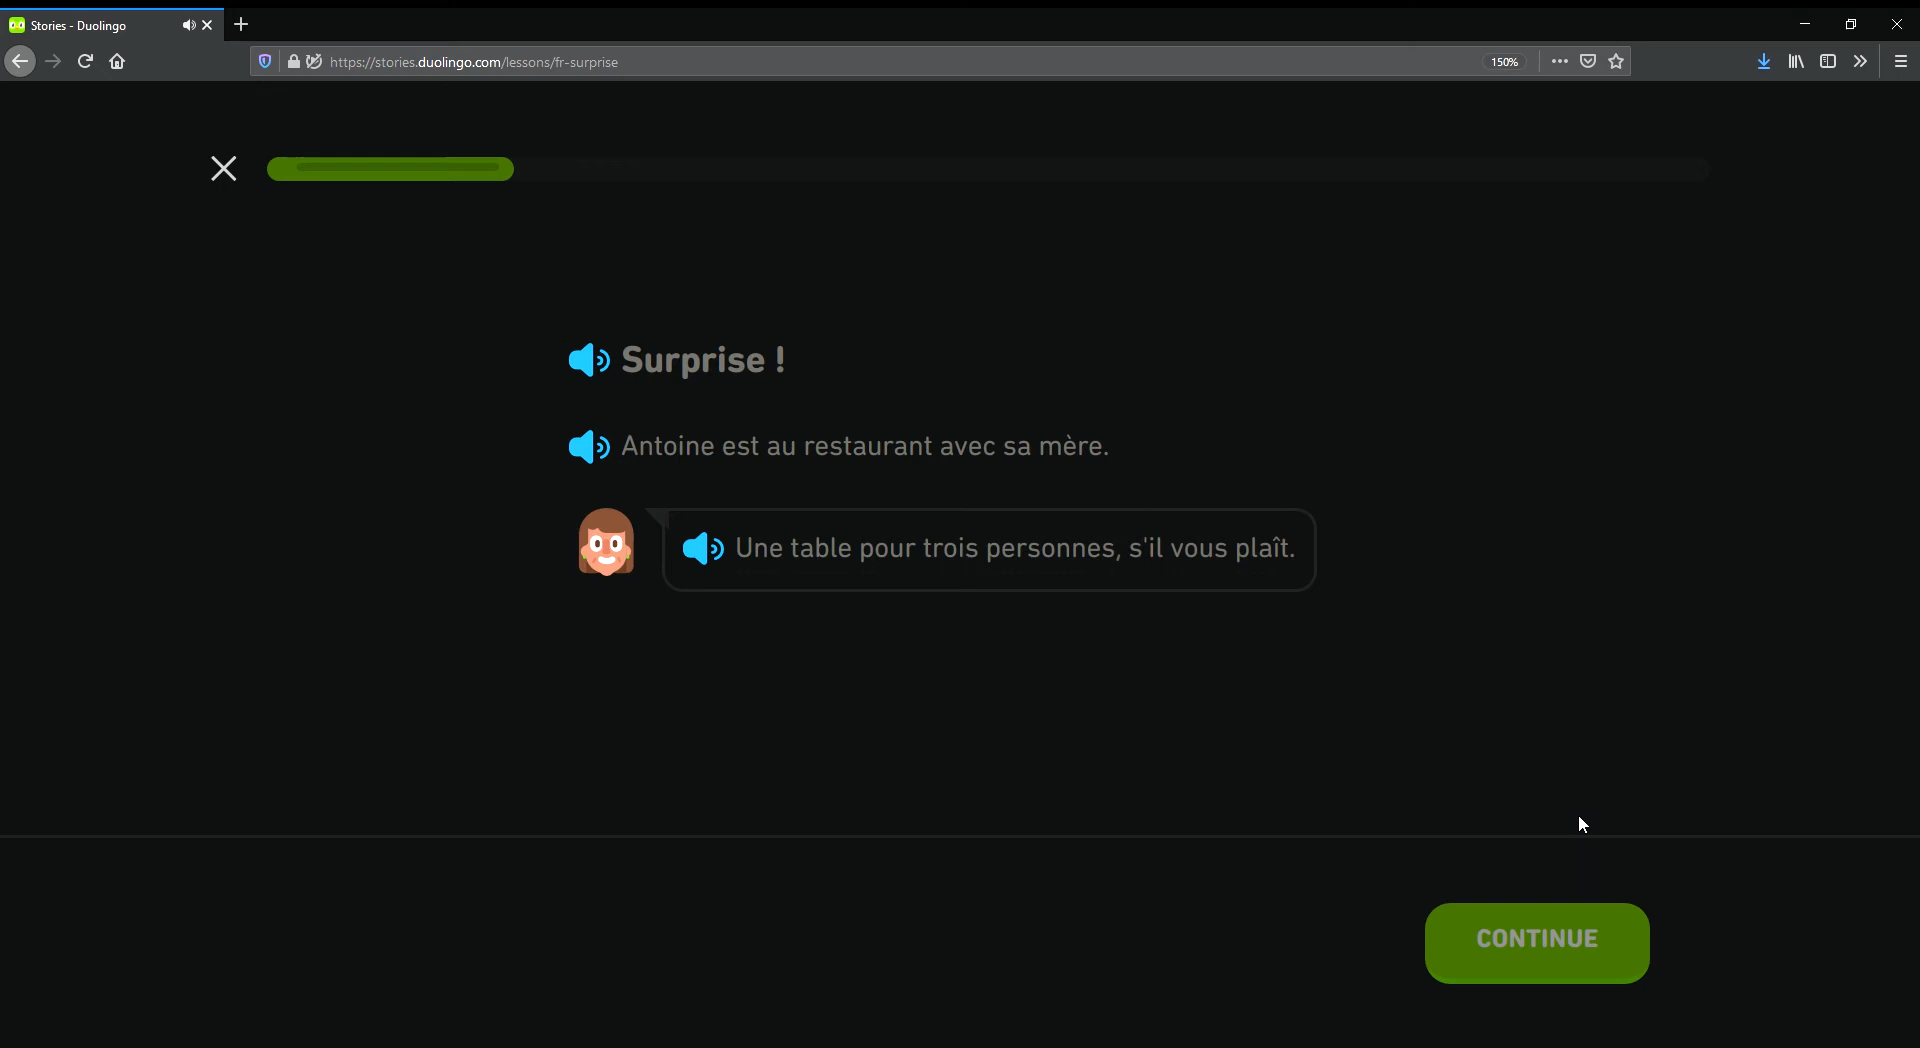 Stories - Duolingo
https://stories.duolingo.com/lessons/fr-surprise
150%
Surprise !
Antoine est au restaurant avec sa mère.
Une table pour trois personnes, s'il vous plaît.
CONTINUE